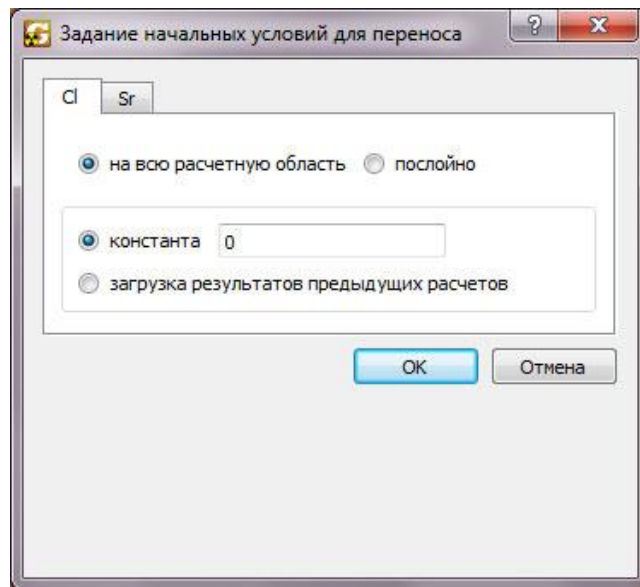 Задание начальных условий для переноса
Cl Sr
на всю расчетную область послойно
константа 0
загрузка результатов предыдущих расчетов
OK Отмена